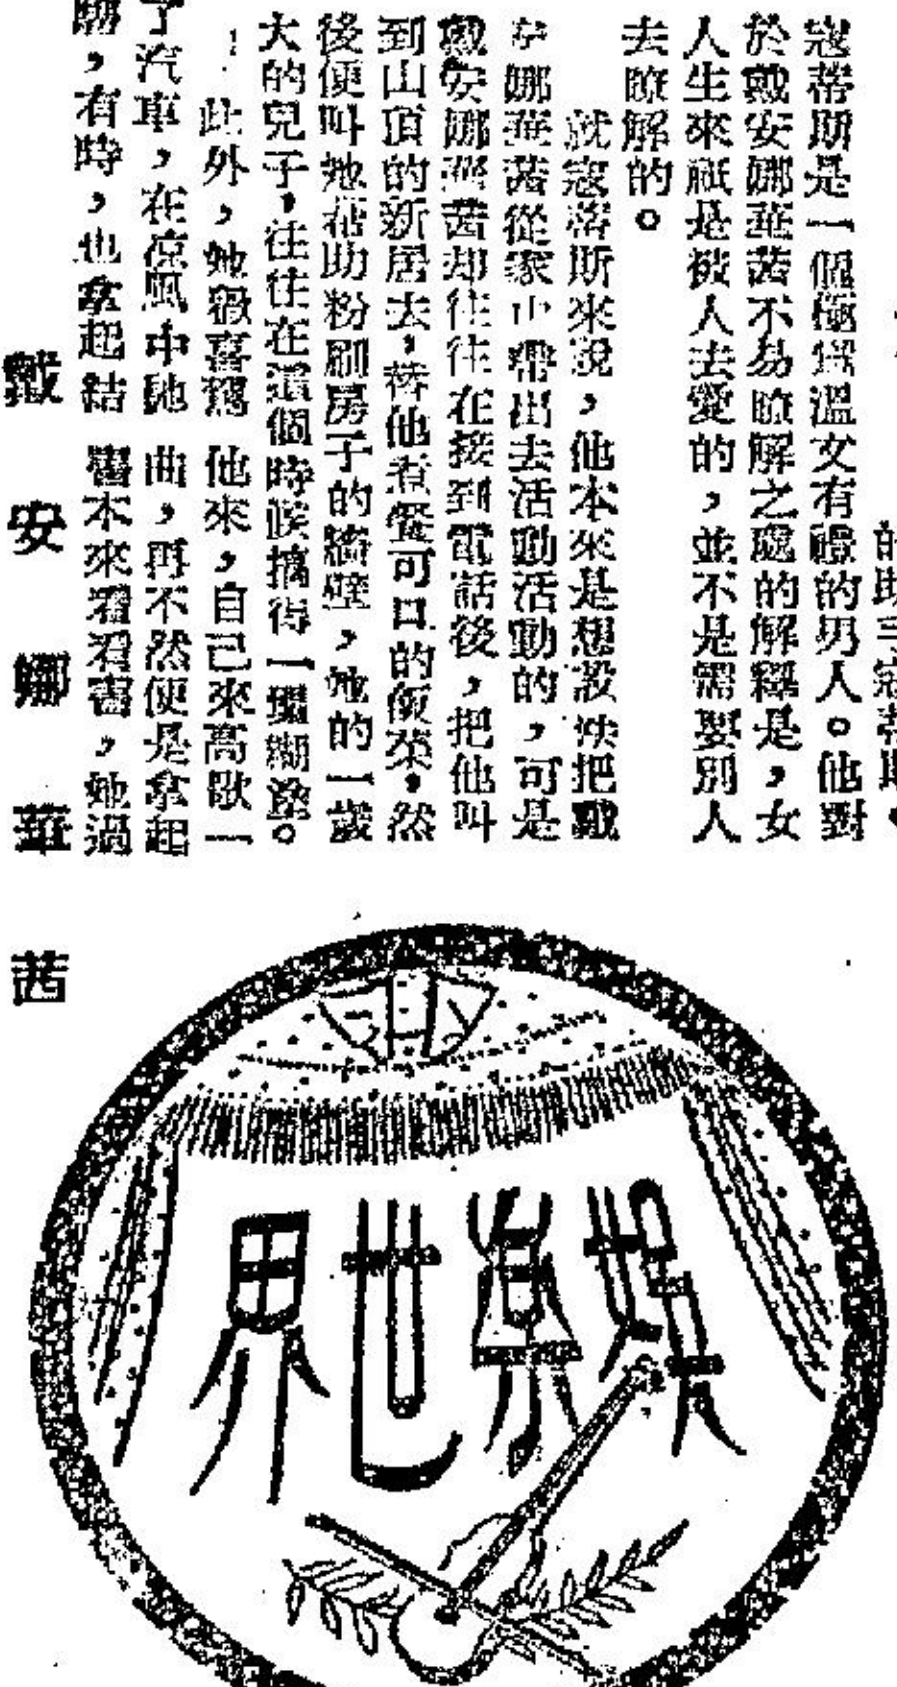 的助手寇蒂斯。
寇蒂斯是一個極爲溫文有禮的男人。他對
於戴安娜華茜不易瞭解之處的解釋是，女
人生來祇是被人去愛的，並不是需要別人
去瞭解的。
就寇蒂斯來說，他本來是想設法把戴
安娜華茜從家中帶出去活動活動的，可是
戴安娜華茜却往往在接到電話後，把他叫
到山頂的新居去，替他煮餐可口的飯菜，然
後便叫他帮助粉刷房子的牆壁，她的一歲
大的兒子，往往在這個時候搞得一塌糊塗。
此外，她很喜駕
了汽車，在凉風中馳
騁，有時，也拿起結
他來，自己來高歌一
曲，再不然便是拿起
書本來看看書，她過
戴安娜華茜
娛樂世界